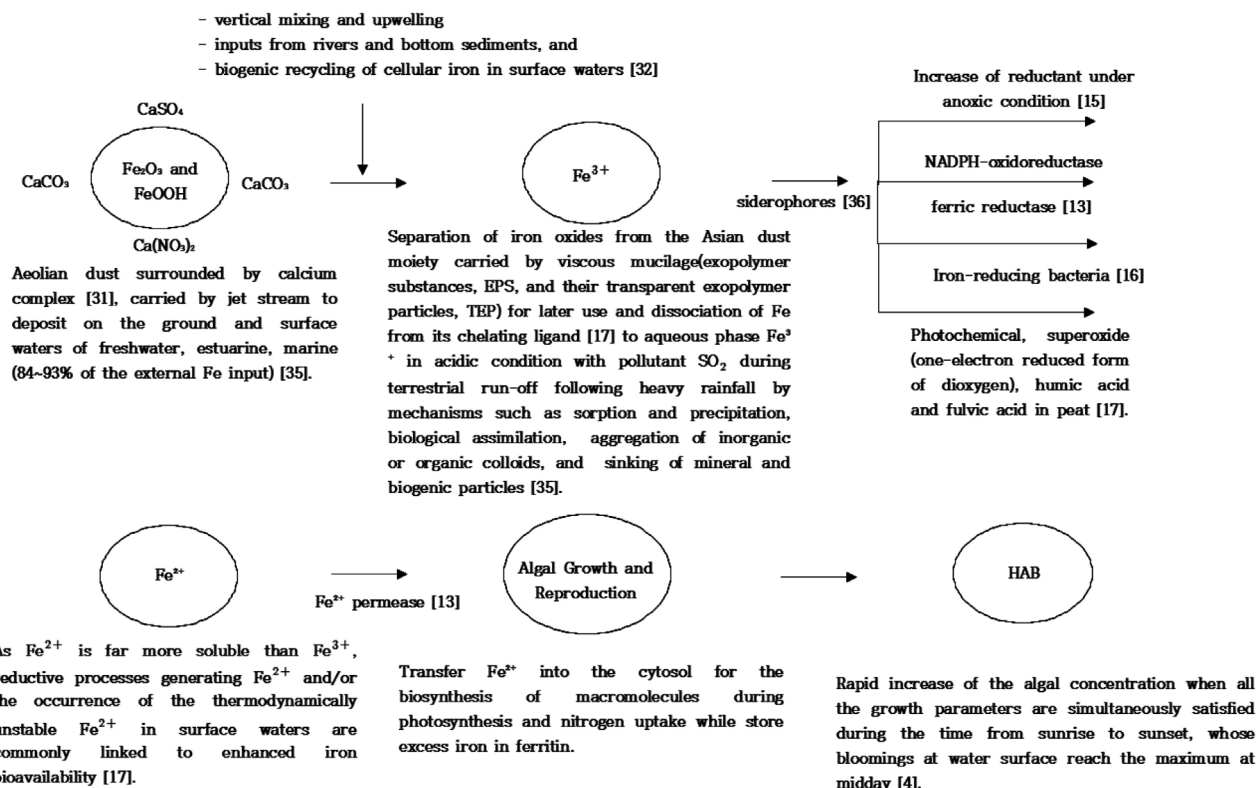 - vertical mixing and upwelling
- inputs from rivers and bottom sediments, and
- biogenic recycling of cellular iron in surface waters [32]
CaSO₄
CaCO₃
Fe₂O₃ and
FeOOH
CaCO₃
Ca(NO₃)₂
Aeolian dust surrounded by calcium
complex [31], carried by jet stream to
deposit on the ground and surface
waters of freshwater, estuarine, marine
(84~93% of the external Fe input) [35].
Fe³⁺
Separation of iron oxides from the Asian dust
moiety carried by viscous mucilage(exopolymer
substances, EPS, and their transparent exopolymer
particles, TEP) for later use and dissociation of Fe
from its chelating ligand [17] to aqueous phase Fe³
⁺ in acidic condition with pollutant SO₂ during
terrestrial run-off following heavy rainfall by
mechanisms such as sorption and precipitation,
biological assimilation, aggregation of inorganic
or organic colloids, and sinking of mineral and
biogenic particles [35].
siderophores [36]
Increase of reductant under
anoxic condition [15]
NADPH-oxidoreductase
ferric reductase [13]
Iron-reducing bacteria [16]
Photochemical, superoxide
(one-electron reduced form
of dioxygen), humic acid
and fulvic acid in peat [17].
Fe²⁺
As Fe²⁺ is far more soluble than Fe³⁺,
reductive processes generating Fe²⁺ and/or
the occurrence of the thermodynamically
unstable Fe²⁺ in surface waters are
commonly linked to enhanced iron
bioavailability [17].
Fe²⁺ permease [13]
Algal Growth and
Reproduction
Transfer Fe²⁺ into the cytosol for the
biosynthesis of macromolecules during
photosynthesis and nitrogen uptake while store
excess iron in ferritin.
HAB
Rapid increase of the algal concentration when all
the growth parameters are simultaneously satisfied
during the time from sunrise to sunset, whose
bloomings at water surface reach the maximum at
midday [4].